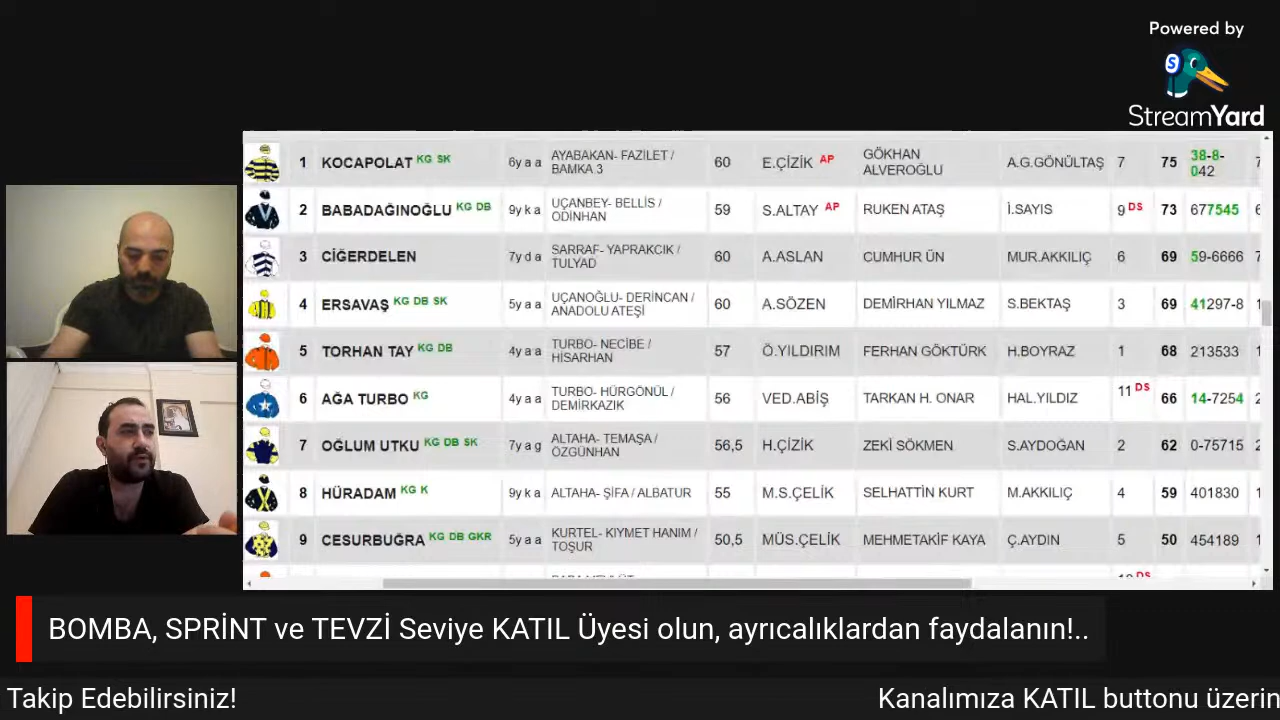 Powered by
StreamYard
1 KOCAPOLAT KG SK 6y a a AYABAKAN- FAZİLET / BAMKA 3 60 E.ÇİZİK AP GÖKHAN ALVEROĞLU A.G.GÖNÜLTAŞ 7 75 38-8-042 7
2 BABADAĞINOĞLU KG DB 9y k a UÇANBEY- BELLİS / ODİNHAN 59 S.ALTAY AP RUKEN ATAŞ İ.SAYIS 9 DS 73 677545 6
3 CİĞERDELEN 7y d a SARRAF- YAPRAKCIK / TULYAD 60 A.ASLAN CUMHUR ÜN MUR.AKKILIÇ 6 69 59-6666 7
4 ERSAVAŞ KG DB SK 5y a a UÇANOĞLU- DERİNCAN / ANADOLU ATEŞİ 60 A.SÖZEN DEMİRHAN YILMAZ S.BEKTAŞ 3 69 41297-8 1
5 TORHAN TAY KG DB 4y a a TURBO- NECİBE / HİSARHAN 57 Ö.YILDIRIM FERHAN GÖKTÜRK H.BOYRAZ 1 68 213533 1
6 AĞA TURBO KG 4y a a TURBO- HÜRGÖNÜL / DEMİRKAZIK 56 VED.ABİŞ TARKAN H. ONAR HAL.YILDIZ 11 DS 66 14-7254 2
7 OĞLUM UTKU KG DB SK 7y a g ALTAHA- TEMAŞA / ÖZGÜNHAN 56,5 H.ÇİZİK ZEKİ SÖKMEN S.AYDOĞAN 2 62 0-75715 2
8 HÜRADAM KG K 9y k a ALTAHA- ŞİFA / ALBATUR 55 M.S.ÇELİK SELHATTİN KURT M.AKKILIÇ 4 59 401830 1
9 CESURBUĞRA KG DB GKR 5y a a KURTEL- KIYMET HANIM / TOŞUR 50,5 MÜS.ÇELİK MEHMETAKİF KAYA Ç.AYDIN 5 50 454189 1
BOMBA, SPRİNT ve TEVZİ Seviye KATIL Üyesi olun, ayrıcalıklardan faydalanın!..
Takip Edebilirsiniz! Kanalımıza KATIL buttonu üzerin